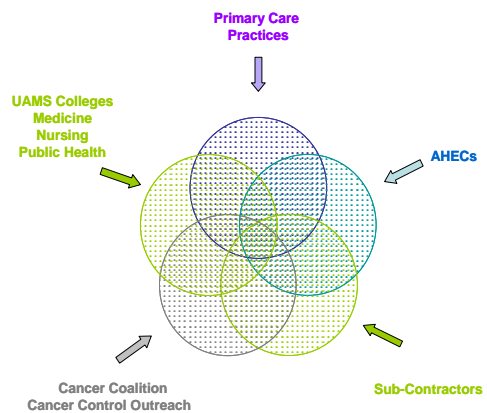 Primary Care
Practices
UAMS Colleges
Medicine
Nursing
Public Health
AHECs
Cancer Coalition
Cancer Control Outreach
Sub-Contractors